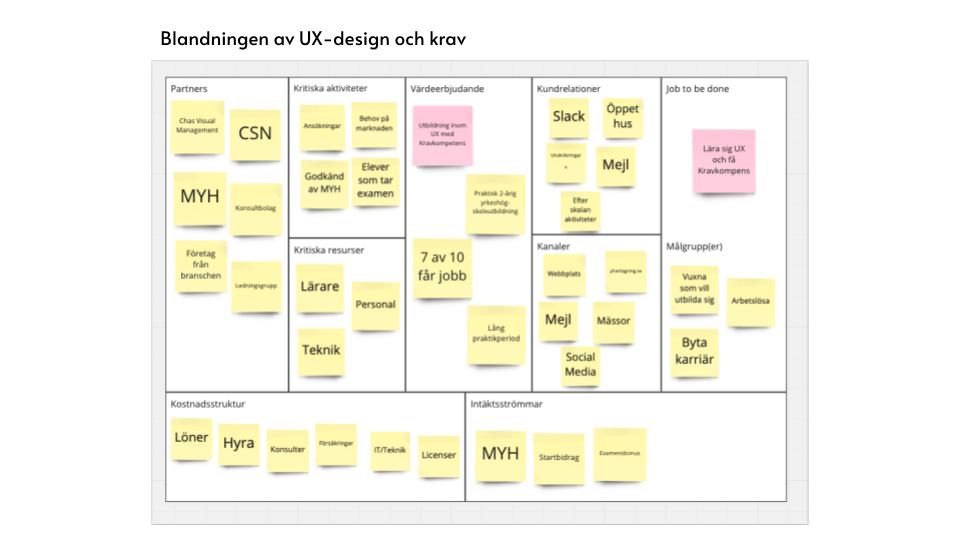 Blandningen av UX-design och krav
Partners
Chas Visual
Management
CSN
MYH
Konsultbolag
Företag
från
branschen
Ledningsgrupp
Kritiska aktiviteter
Ansökningar
Behov på
marknaden
Godkänd
av MYH
Elever
som tar
examen
Kritiska resurser
Lärare
Personal
Teknik
Värdeerbjudande
Utbildning inom
UX med
Kravkompetens
Praktisk 2-årig
yrkeshög-
skoleutbildning
7 av 10
får jobb
Lång
praktikperiod
Kundrelationer
Slack
Öppet
hus
Utvärderingar
Mejl
Efter
skolan
aktiviteter
Kanaler
Webbplats
yhantagning.se
Mejl
Mässor
Social
Media
Job to be done
Lära sig UX
och få
Kravkompens
Målgrupp(er)
Vuxna
som vill
utbilda sig
Arbetslösa
Byta
karriär
Kostnadsstruktur
Löner
Hyra
Konsulter
Försäkringar
IT/Teknik
Licenser
Intäktsströmmar
MYH
Startbidrag
Examensbonus